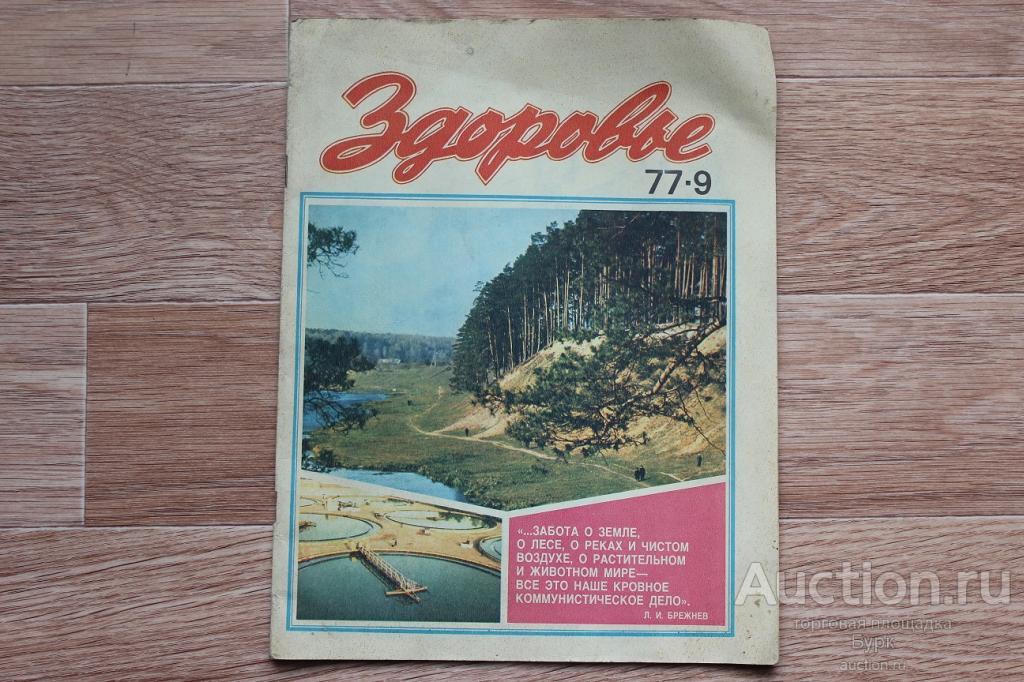 Здоровье
77·9
«...ЗАБОТА О ЗЕМЛЕ,
О ЛЕСЕ, О РЕКАХ И ЧИСТОМ
ВОЗДУХЕ, О РАСТИТЕЛЬНОМ
И ЖИВОТНОМ МИРЕ—
ВСЕ ЭТО НАШЕ КРОВНОЕ
КОММУНИСТИЧЕСКОЕ ДЕЛО».
Л. И. БРЕЖНЕВ
Auction.ru
торговая площадка
Бурк
auction.ru